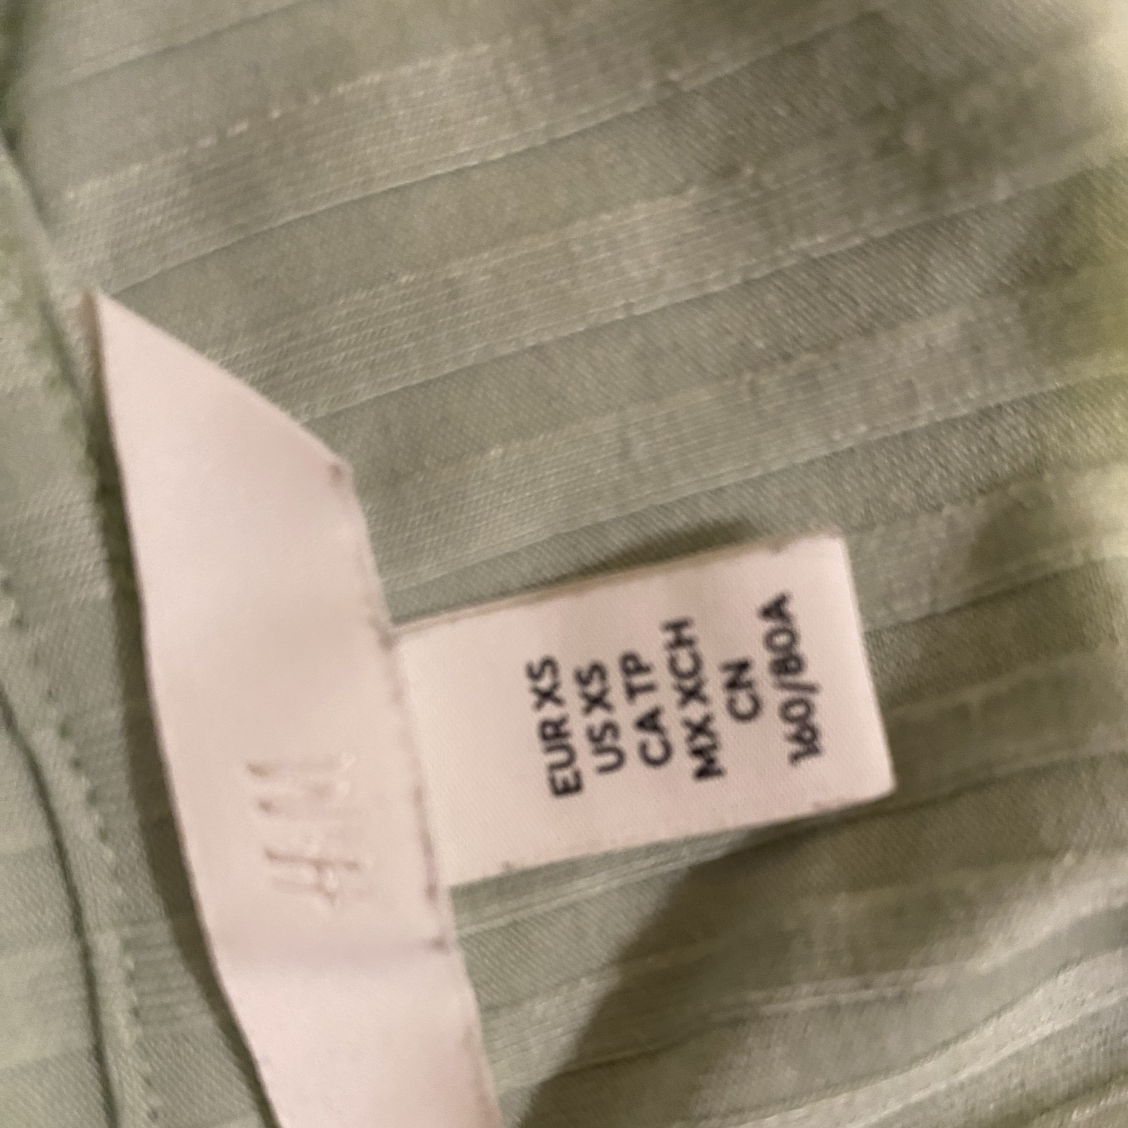 H&M
EUR XS
US XS
CA TP
MX XCH
CN
160/80A